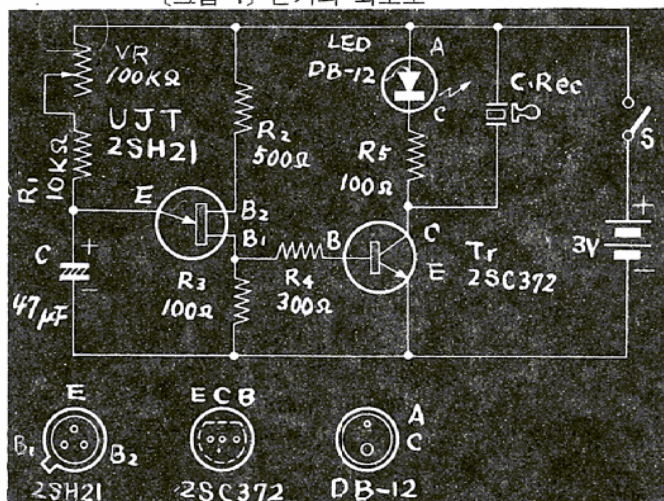 VR
100KΩ
UJT
2SH21
R1
10KΩ
E
B2
B1
R2
500Ω
LED
DB-12
A
C
R5
100Ω
C.Rec
S
C
+
−
47μF
R3
100Ω
R4
300Ω
B
C
E
Tr
2SC372
+
3V
−
E
B1
B2
2SH21
E C B
2SC372
A
C
DB-12